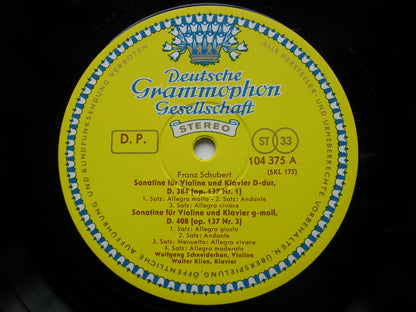 Deutsche
Grammophon
Gesellschaft
STEREO
D. P.
ST 33
104 375 A
(SKL 175)
Franz Schubert
Sonatine für Violine und Klavier D-dur,
D. 384 [op. 137 Nr. 1]
1. Satz: Allegro molto - 2. Satz: Andante
3. Satz: Allegro vivace
Sonatine für Violine und Klavier g-moll,
D. 408 [op. 137 Nr. 3]
1. Satz: Allegro giusto
2. Satz: Andante
3. Satz: Menuetto: Allegro vivace
4. Satz: Allegro moderato
Wolfgang Schneiderhan, Violine
Walter Klien, Klavier
ALLE HERSTELLER- UND URHEBERRECHTE VORBEHALTEN
ÜBERSPIELUNG, ÖFFENTLICHE AUFFÜHRUNG UND RUNDFUNKSENDUNG VERBOTEN